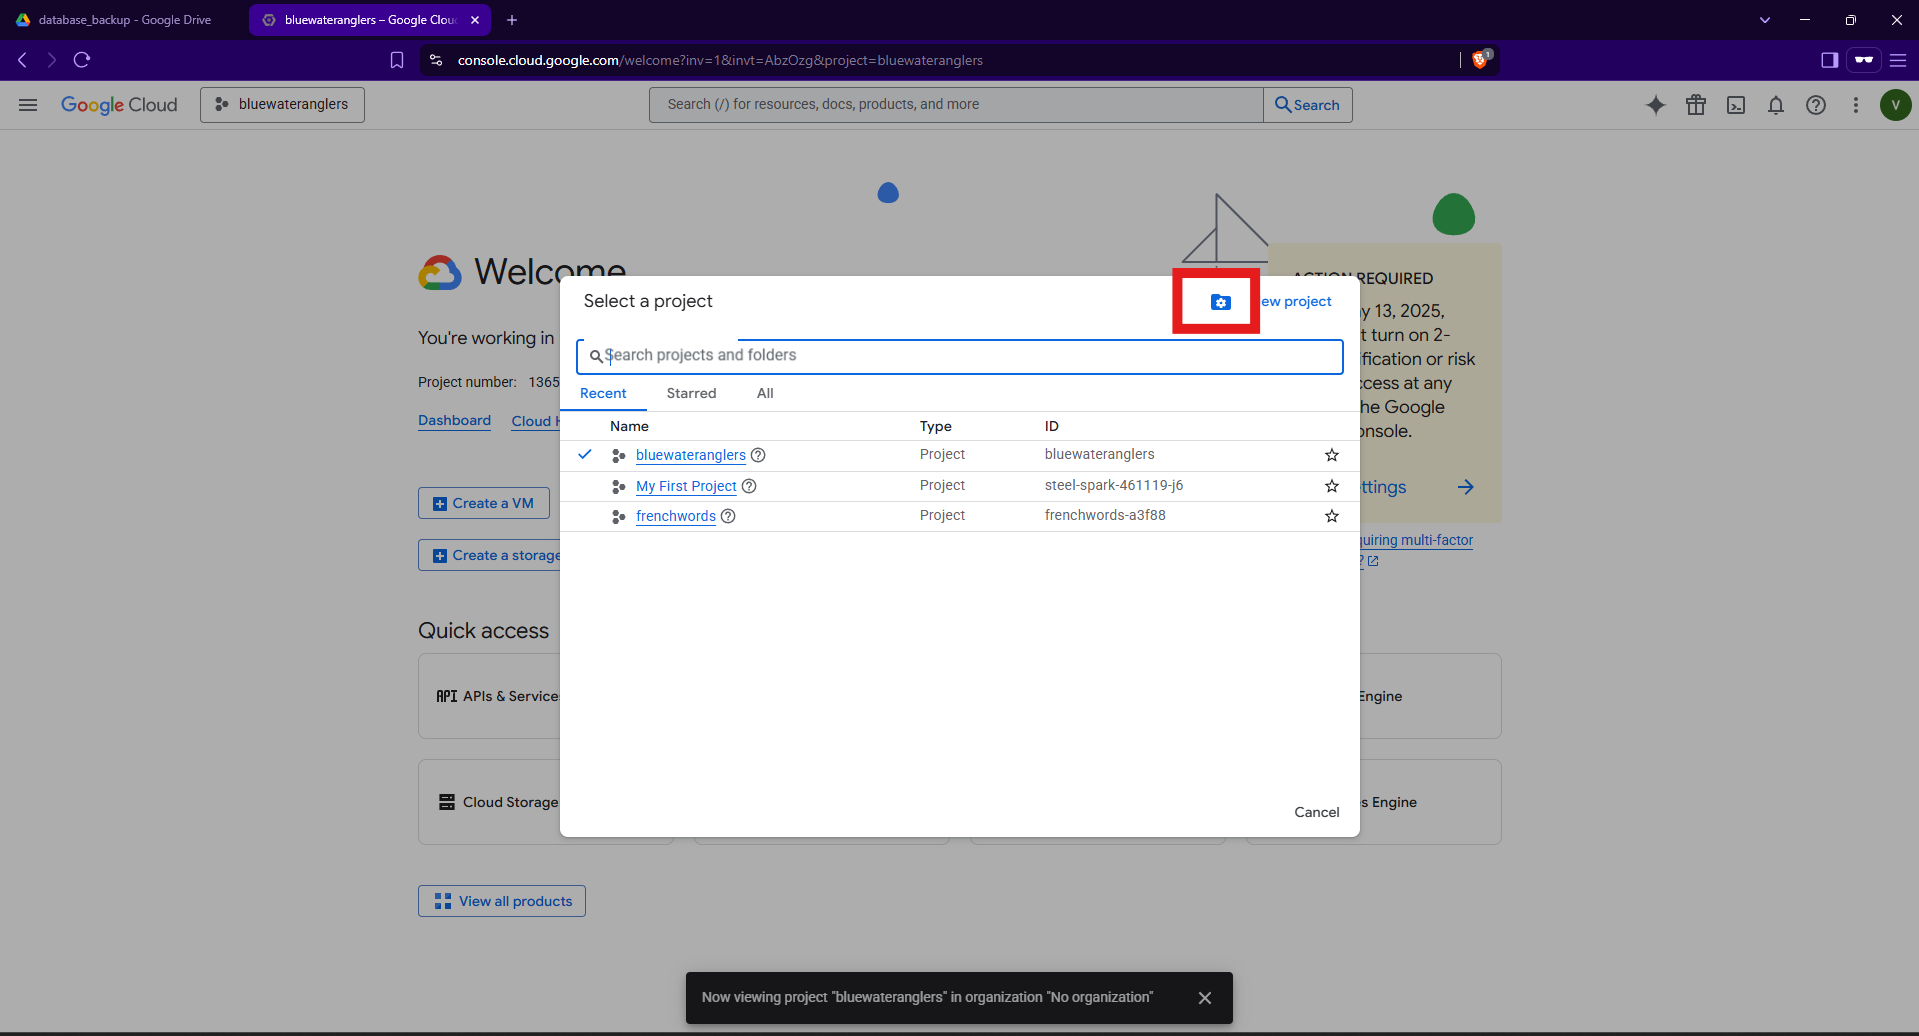 database_backup - Google Drive
bluewateranglers – Google Clou
console.cloud.google.com/welcome?inv=1&invt=AbzOzg&project=bluewateranglers
1
Google Cloud
bluewateranglers
Search (/) for resources, docs, products, and more
Search
V
Welcome
You're working in
Project number: 1365
Dashboard
Cloud H
Create a VM
Create a storage
Quick access
API APIs & Services
Cloud Storage
View all products
ACTION REQUIRED
y 13, 2025,
t turn on 2-
fication or risk
cess at any
he Google
onsole.
ttings
quiring multi-factor
?
Engine
s Engine
Select a project
ew project
Search projects and folders
Recent
Starred
All
Name Type ID
bluewateranglers Project bluewateranglers
My First Project Project steel-spark-461119-j6
frenchwords Project frenchwords-a3f88
Cancel
Now viewing project "bluewateranglers" in organization "No organization"